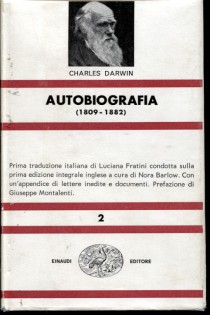 CHARLES DARWIN
AUTOBIOGRAFIA
(1809-1882)
Prima traduzione italiana di Luciana Fratini condotta sulla
prima edizione integrale inglese a cura di Nora Barlow. Con
un'appendice di lettere inedite e documenti. Prefazione di
Giuseppe Montalenti.
2
EINAUDI EDITORE